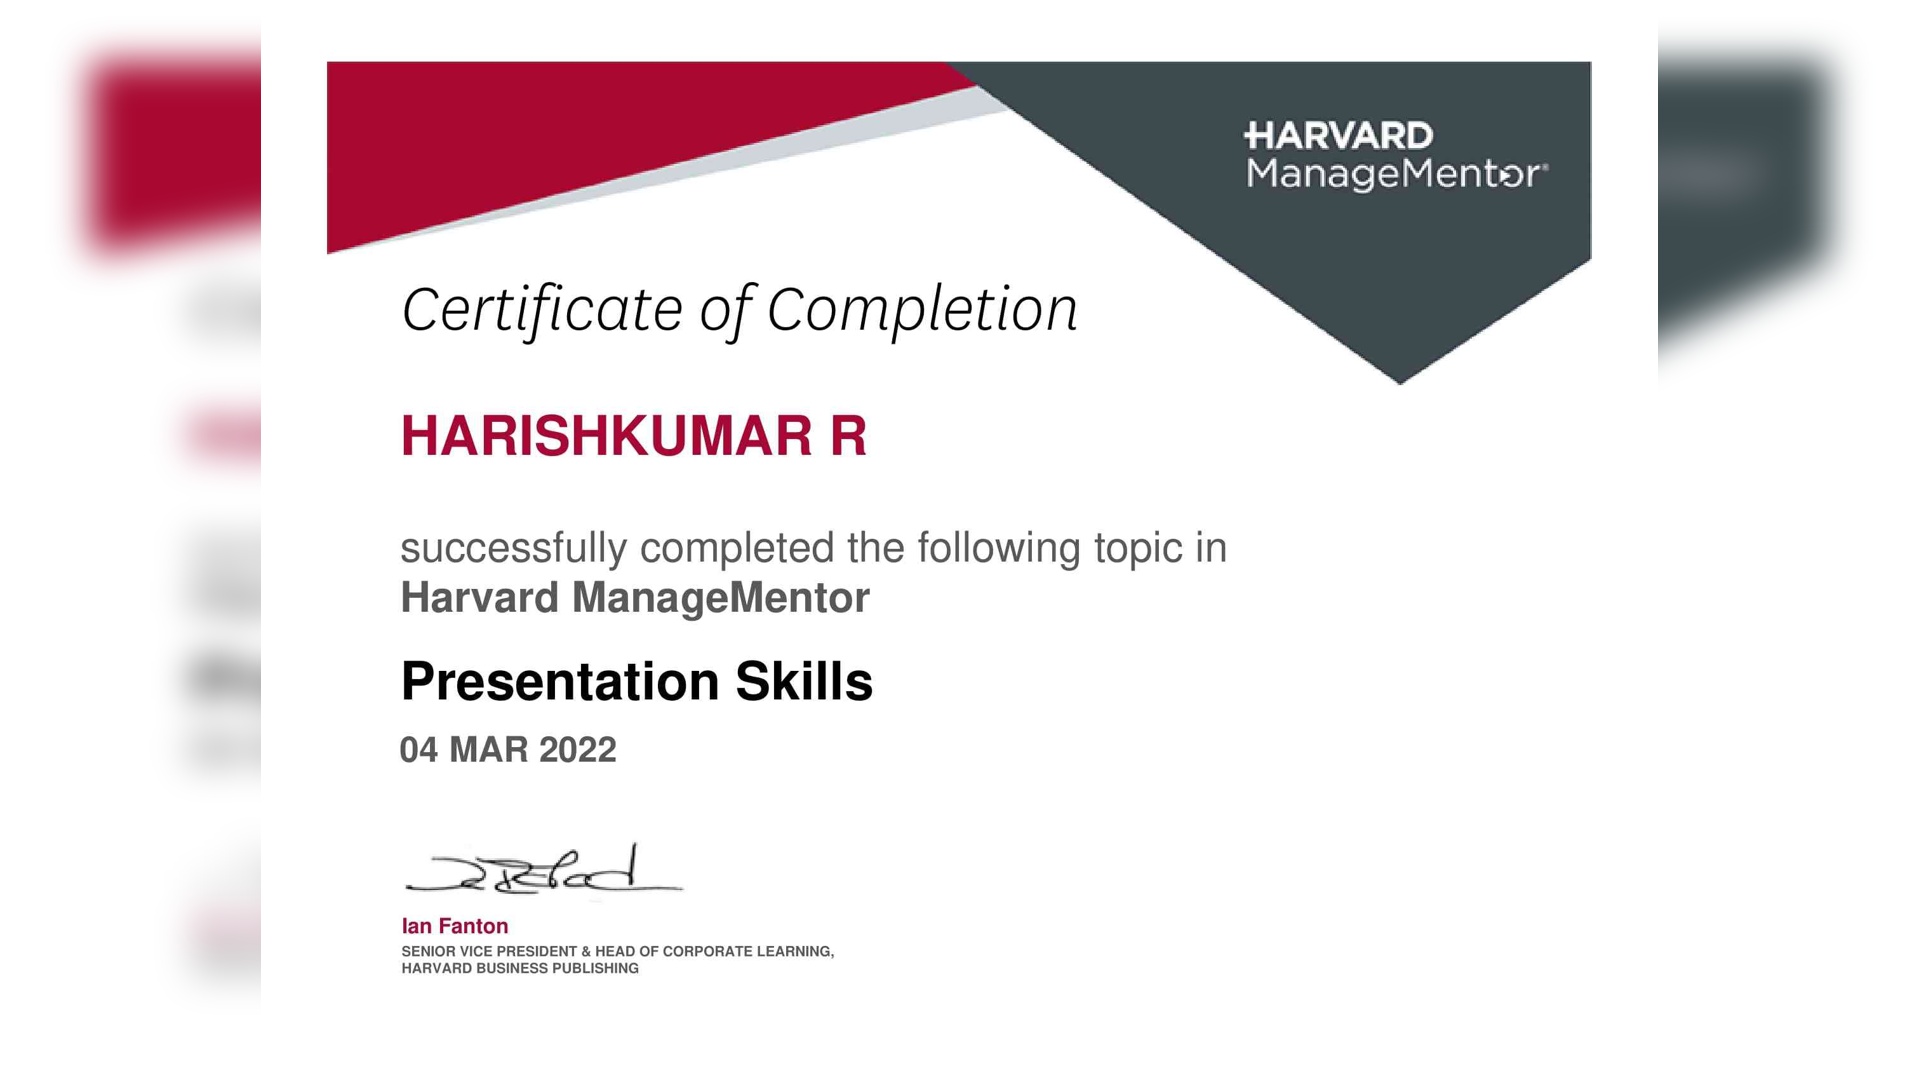 HARVARD
ManageMentor®
Certificate of Completion
HARISHKUMAR R
successfully completed the following topic in
Harvard ManageMentor
Presentation Skills
04 MAR 2022
Ian Fanton
SENIOR VICE PRESIDENT & HEAD OF CORPORATE LEARNING,
HARVARD BUSINESS PUBLISHING